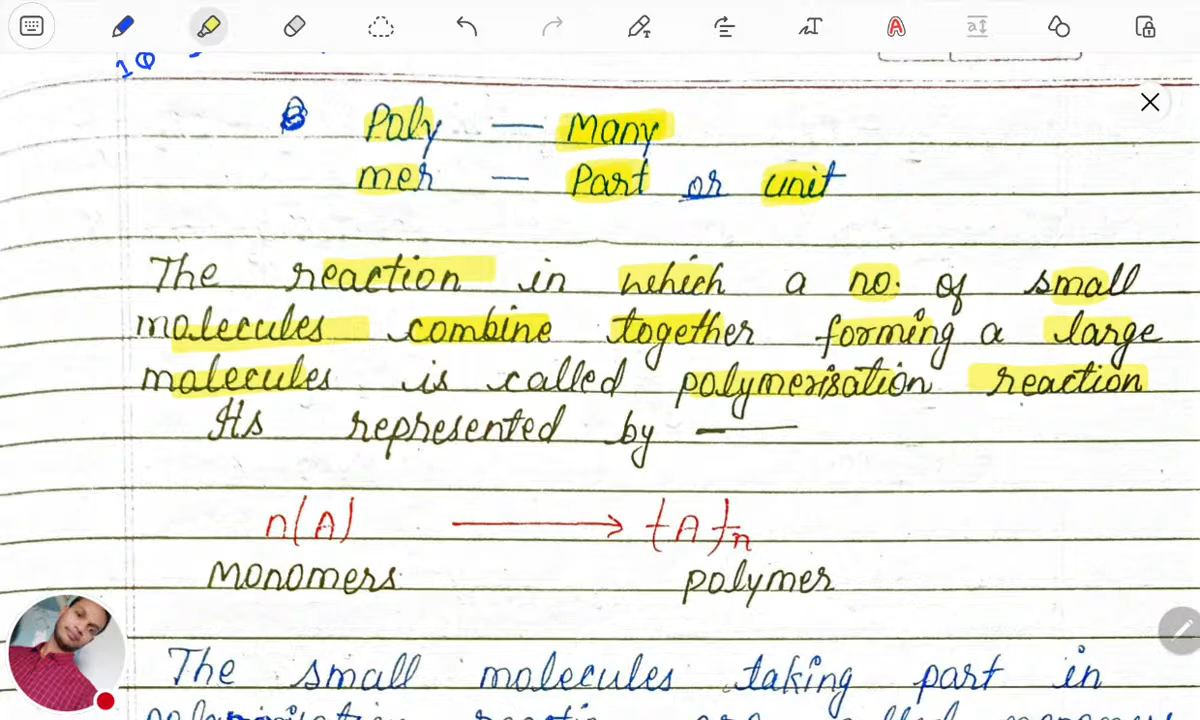 Poly — Many
mer — Part or unit
The reaction in which a no. of small
molecules combine together forming a large
molecules is called polymerisation reaction
Its represented by —
n(A) ⟶ (A)n
Monomers polymer
The small molecules taking part in